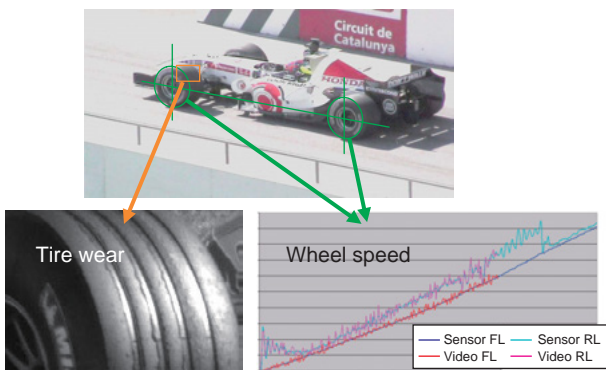 Circuit de
Catalunya
HONDA
Tire wear
Wheel speed
Sensor FL
Sensor RL
Video FL
Video RL